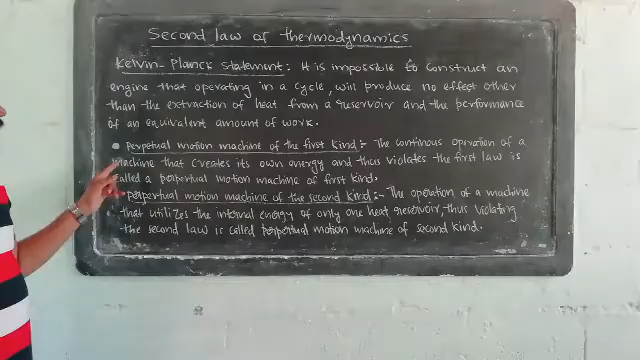 Second law of thermodynamics
Kelvin-Planck Statement: It is impossible to construct an
engine that operating in a cycle, will produce no effect other
than the extraction of heat from a reservoir and the performance
of an equivalent amount of work.
• Perpetual motion machine of the first kind:- The continous operation of a
machine that creates its own energy and thus violates the first law is
called a perpetual motion machine of first kind.
• Perpetual motion machine of the second kind:- The operation of a machine
that utilizes the internal energy of only one heat reservoir, thus violating
the second law is called perpetual motion machine of second kind.